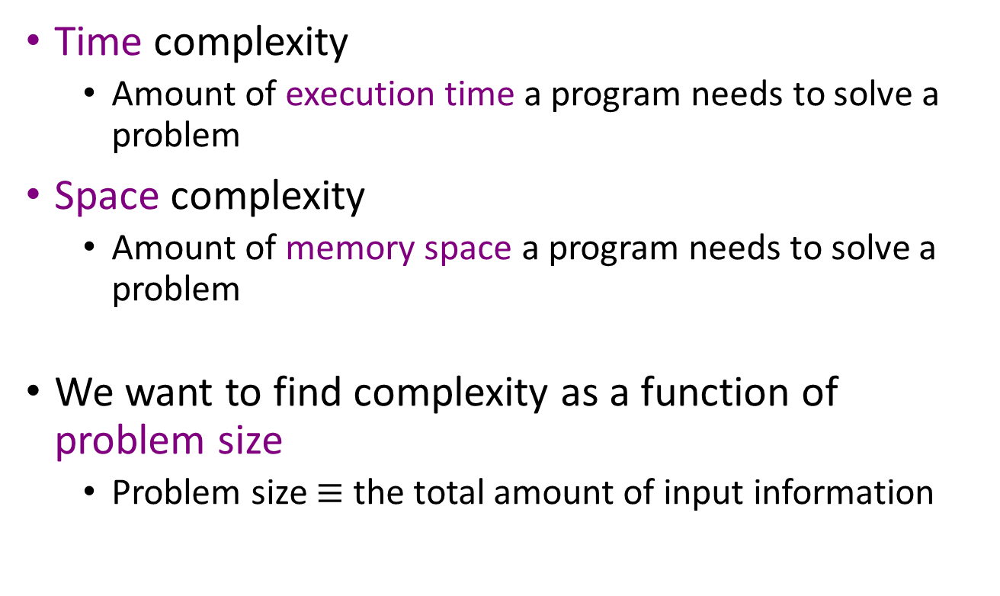 • Time complexity
• Amount of execution time a program needs to solve a
problem
• Space complexity
• Amount of memory space a program needs to solve a
problem
• We want to find complexity as a function of
problem size
• Problem size ≡ the total amount of input information